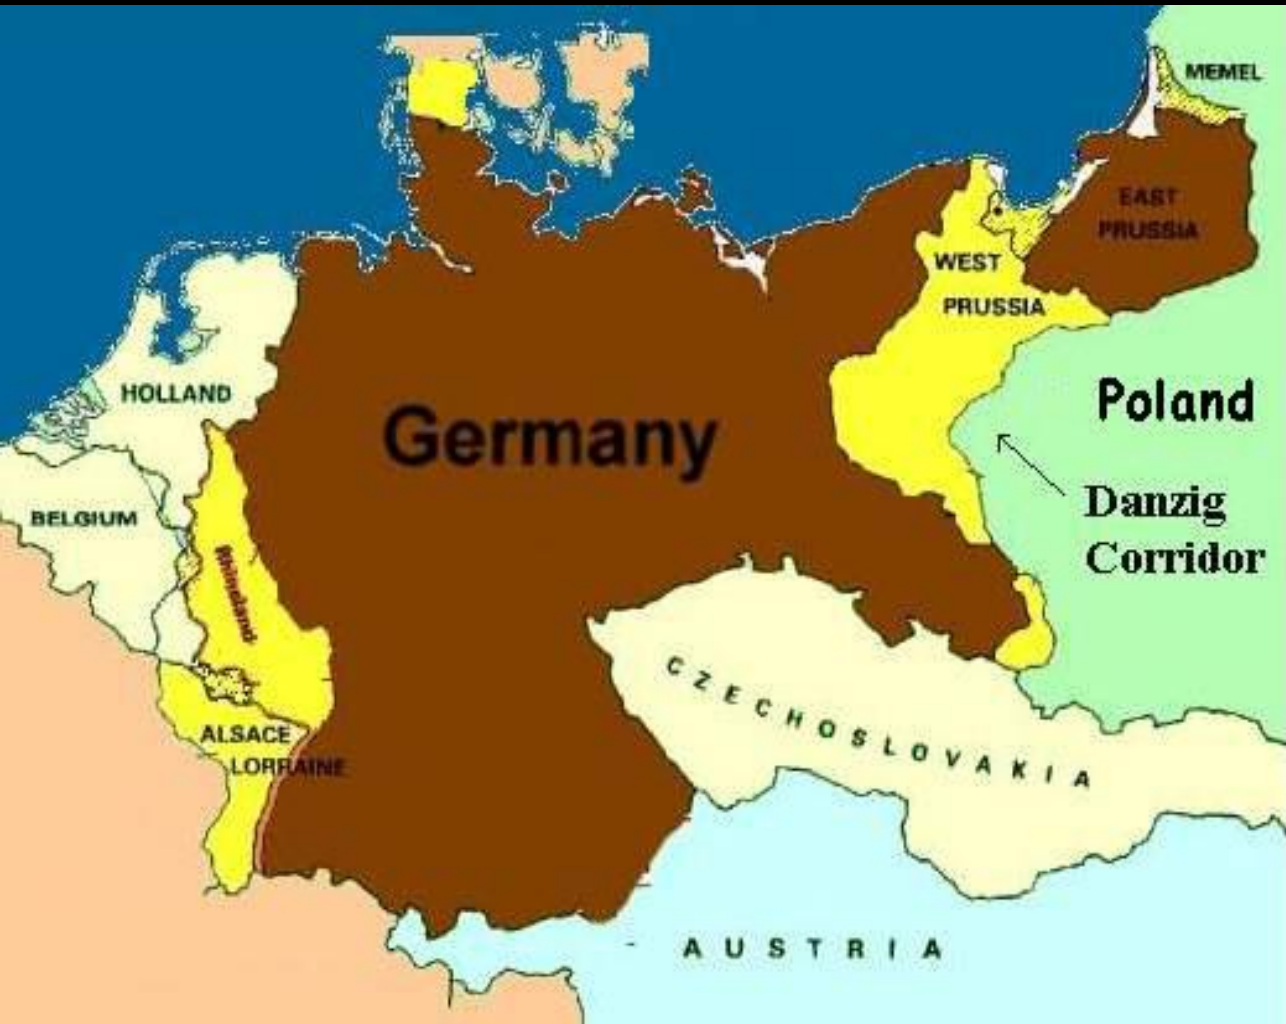 MEMEL
EAST
PRUSSIA
WEST
PRUSSIA
HOLLAND
Poland
Germany
Danzig
Corridor
BELGIUM
Rhineland
CZECHOSLOVAKIA
ALSACE
LORRAINE
AUSTRIA